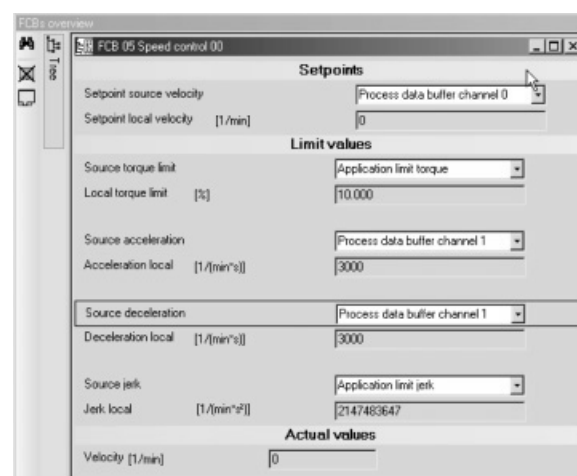 FCBs overview
Tree
FCB 05 Speed control 00
Setpoints
Setpoint source velocity Process data buffer channel 0
Setpoint local velocity [1/min] 0
Limit values
Source torque limit Application limit torque
Local torque limit [%] 10.000
Source acceleration Process data buffer channel 1
Acceleration local [1/(min*s)] 3000
Source deceleration Process data buffer channel 1
Deceleration local [1/(min*s)] 3000
Source jerk Application limit jerk
Jerk local [1/(min*s²)] 2147483647
Actual values
Velocity [1/min] 0